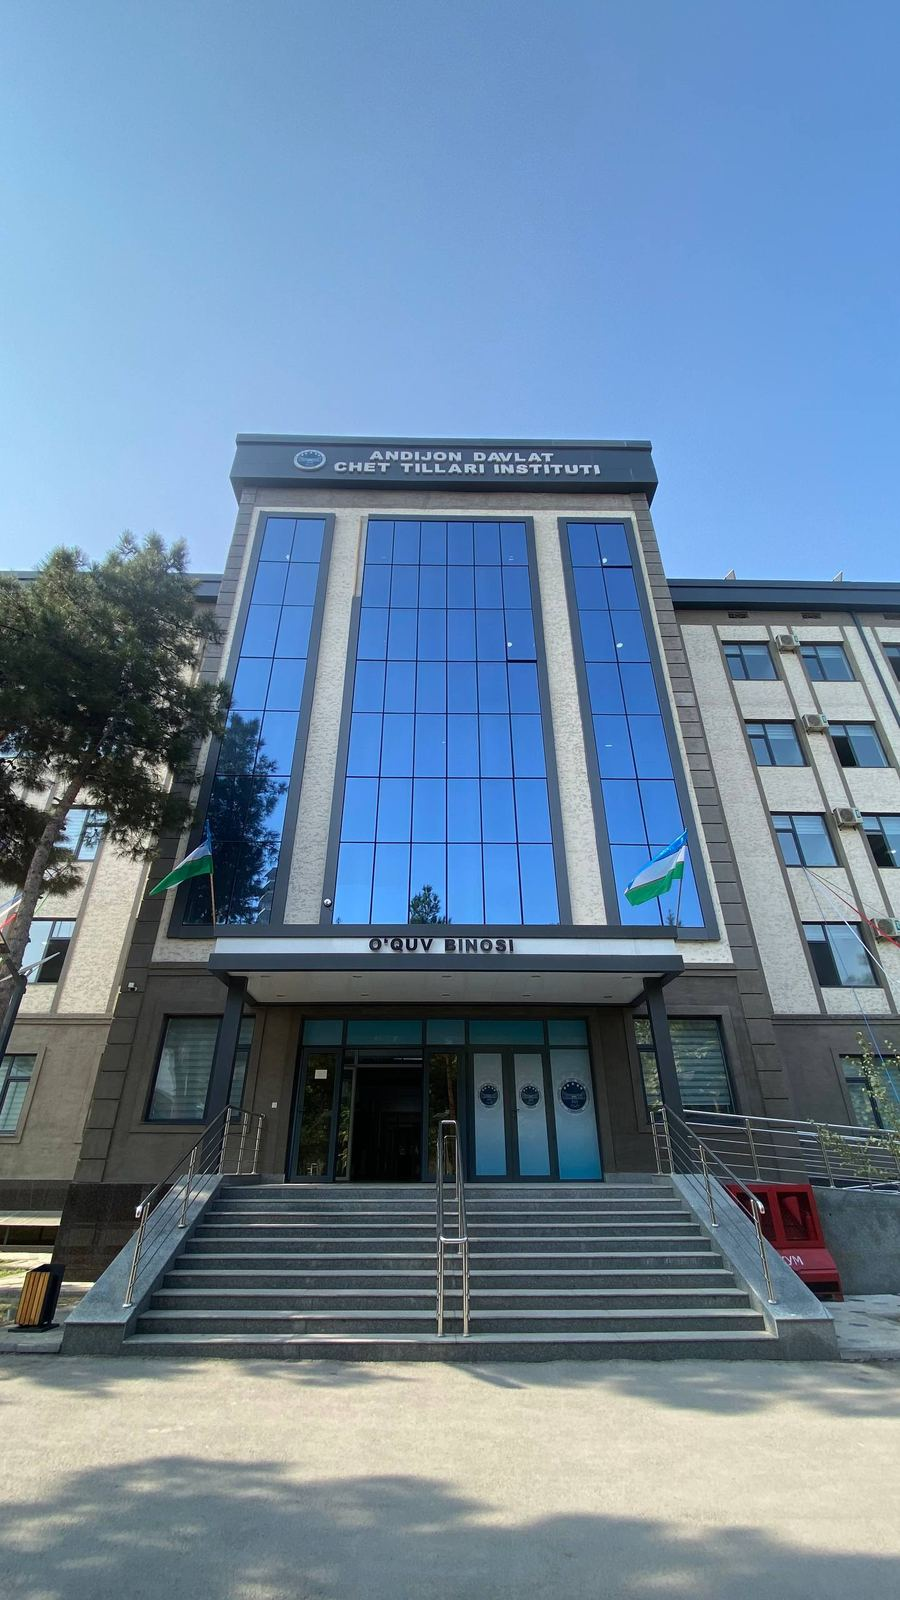 ANDIJON DAVLAT
CHET TILLARI INSTITUTI
O'QUV BINOSI